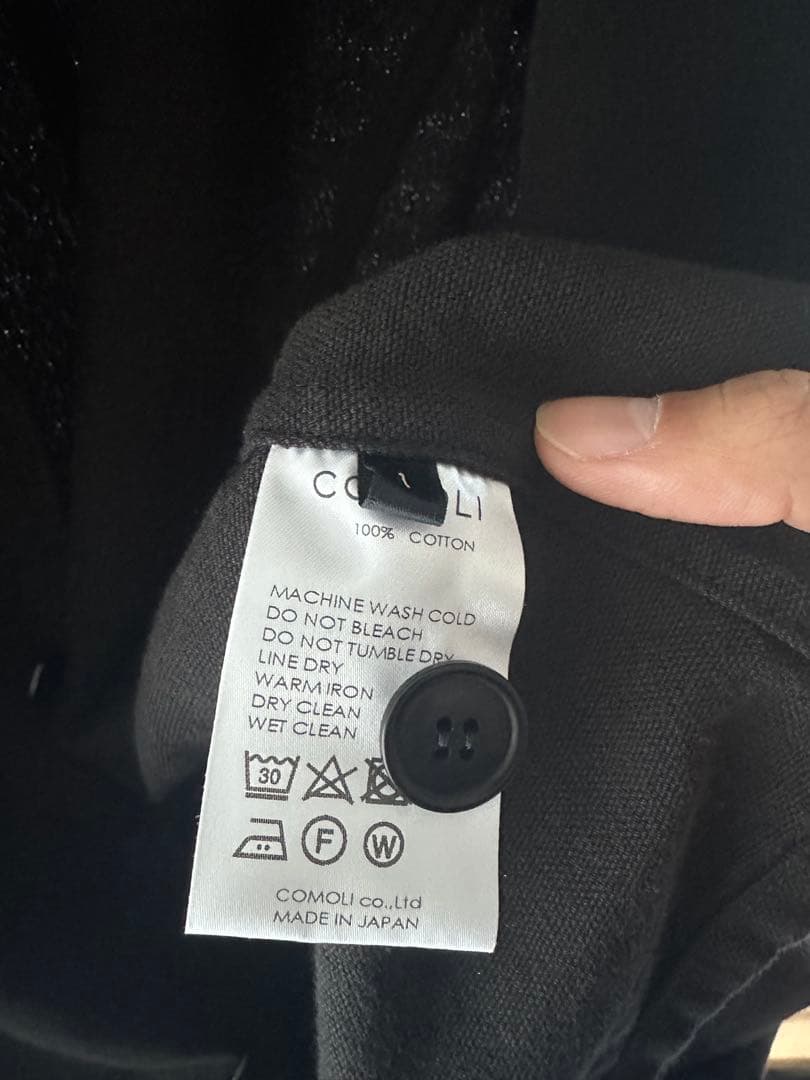 CO LI
1
100% COTTON
MACHINE WASH COLD
DO NOT BLEACH
DO NOT TUMBLE DRY
LINE DRY
WARM IRON
DRY CLEAN
WET CLEAN
30
F W
COMOLI co.,Ltd
MADE IN JAPAN